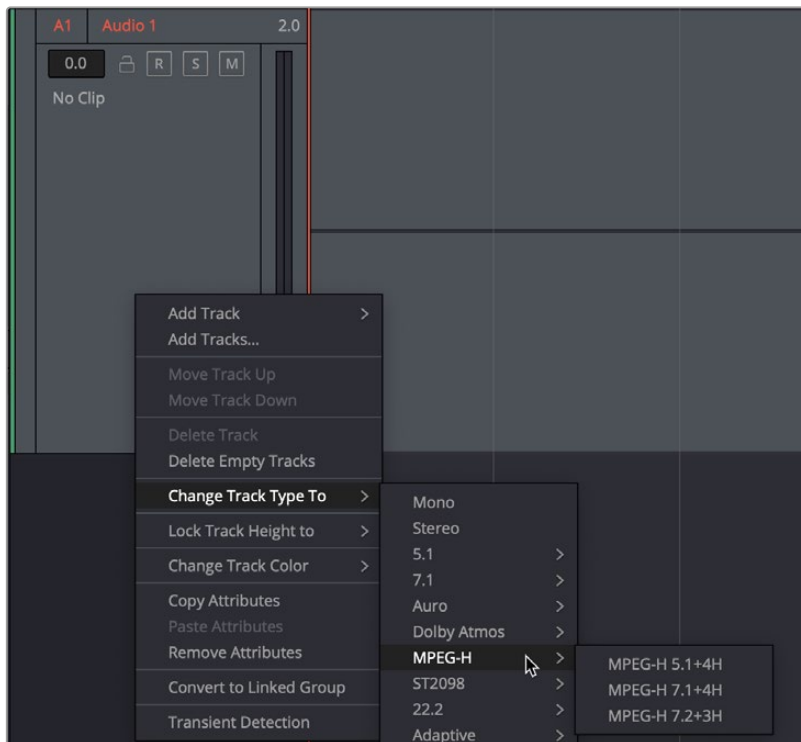 A1 Audio 1 2.0
0.0 R S M
No Clip
Add Track
Add Tracks...
Move Track Up
Move Track Down
Delete Track
Delete Empty Tracks
Change Track Type To
Lock Track Height to
Change Track Color
Copy Attributes
Paste Attributes
Remove Attributes
Convert to Linked Group
Transient Detection
Mono
Stereo
5.1
7.1
Auro
Dolby Atmos
MPEG-H
ST2098
22.2
Adaptive
MPEG-H 5.1+4H
MPEG-H 7.1+4H
MPEG-H 7.2+3H